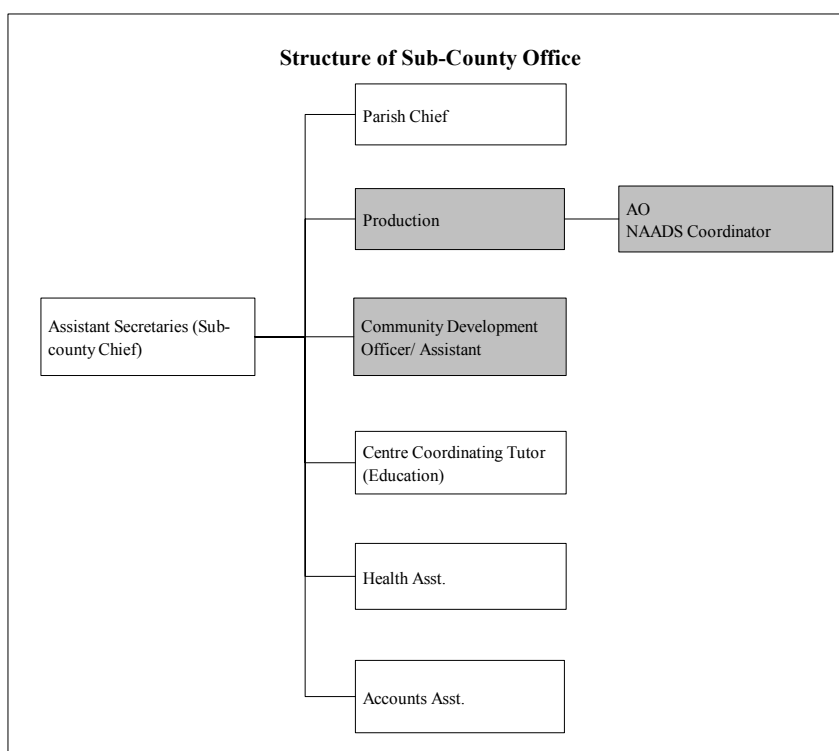 Structure of Sub-County Office
Parish Chief
Production
AO
NAADS Coordinator
Assistant Secretaries (Sub-
county Chief)
Community Development
Officer/ Assistant
Centre Coordinating Tutor
(Education)
Health Asst.
Accounts Asst.